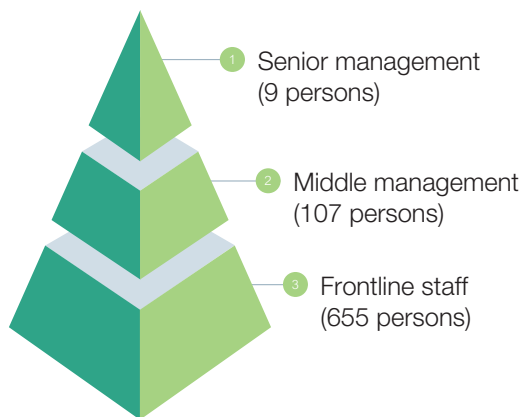 1
Senior management
(9 persons)
2
Middle management
(107 persons)
3
Frontline staff
(655 persons)